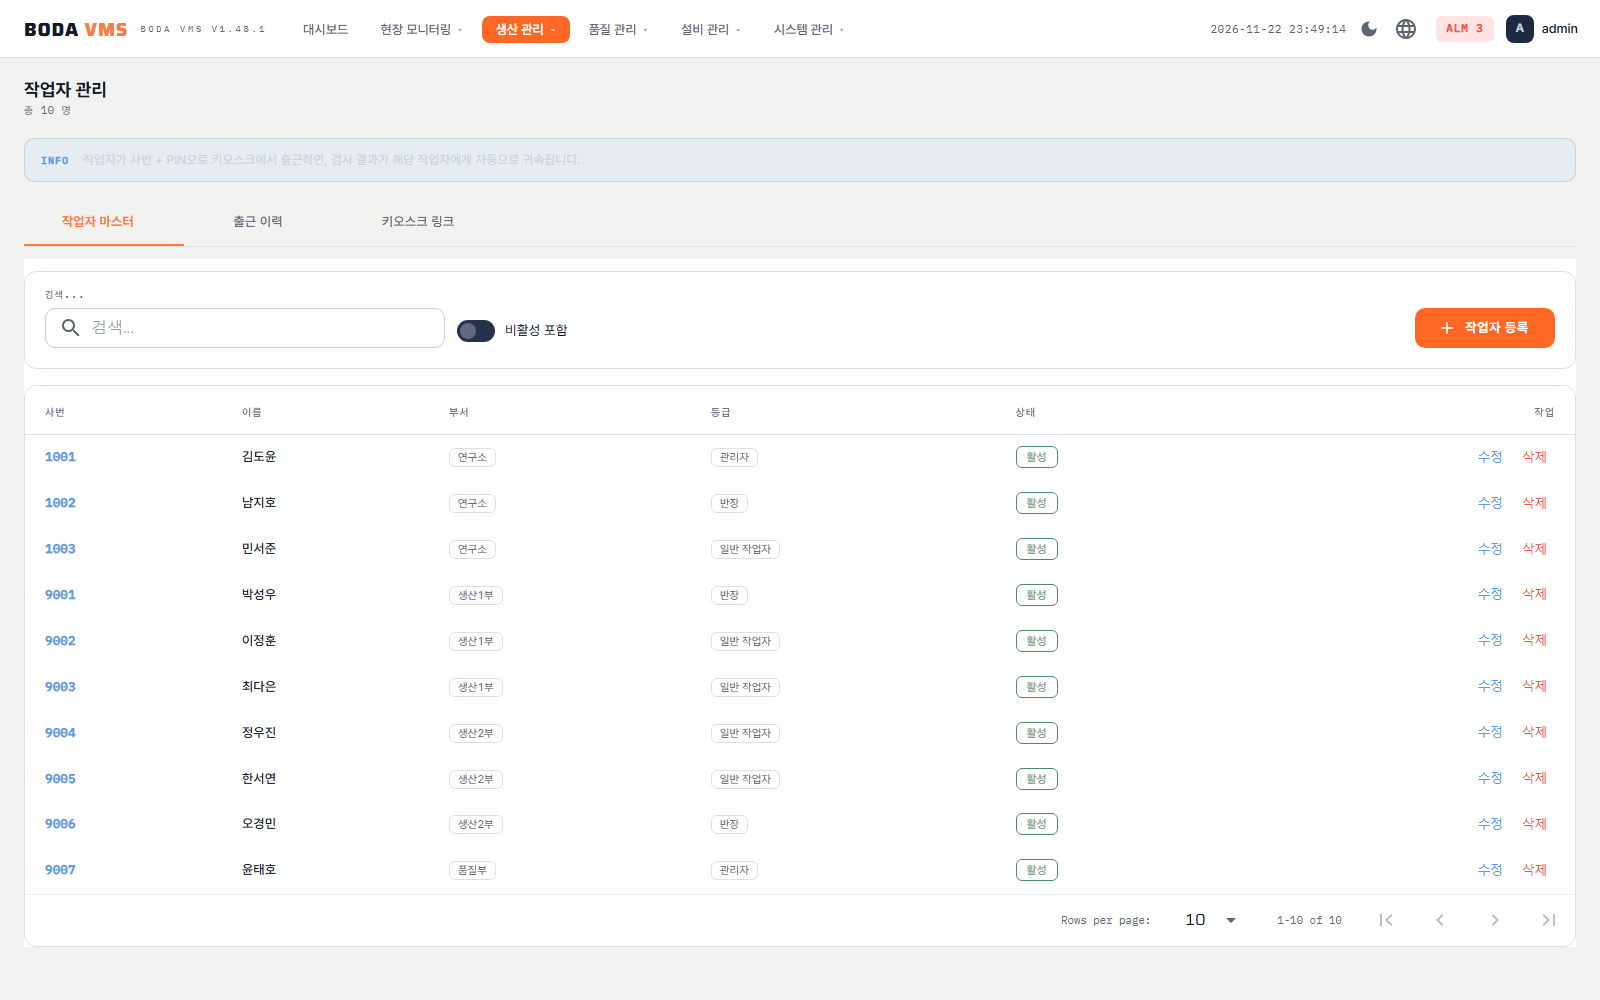 BODA VMS BODA VMS V1.48.1 대시보드 현장 모니터링 생산 관리 품질 관리 설비 관리 시스템 관리 2026-11-22 23:49:14 ALM 3 A admin
작업자 관리
총 10 명
INFO 작업자가 사번 + PIN으로 키오스크에서 출근하면, 검사 결과가 해당 작업자에게 자동으로 귀속됩니다.
작업자 마스터 출근 이력 키오스크 링크
검색...
검색... 비활성 포함 + 작업자 등록
사번 이름 부서 등급 상태 작업
1001 김도윤 연구소 관리자 활성 수정 삭제
1002 남지호 연구소 반장 활성 수정 삭제
1003 민서준 연구소 일반 작업자 활성 수정 삭제
9001 박성우 생산1부 반장 활성 수정 삭제
9002 이정훈 생산1부 일반 작업자 활성 수정 삭제
9003 최다은 생산1부 일반 작업자 활성 수정 삭제
9004 정우진 생산2부 일반 작업자 활성 수정 삭제
9005 한서연 생산2부 일반 작업자 활성 수정 삭제
9006 오경민 생산2부 반장 활성 수정 삭제
9007 윤태호 품질부 관리자 활성 수정 삭제
Rows per page: 10 1-10 of 10